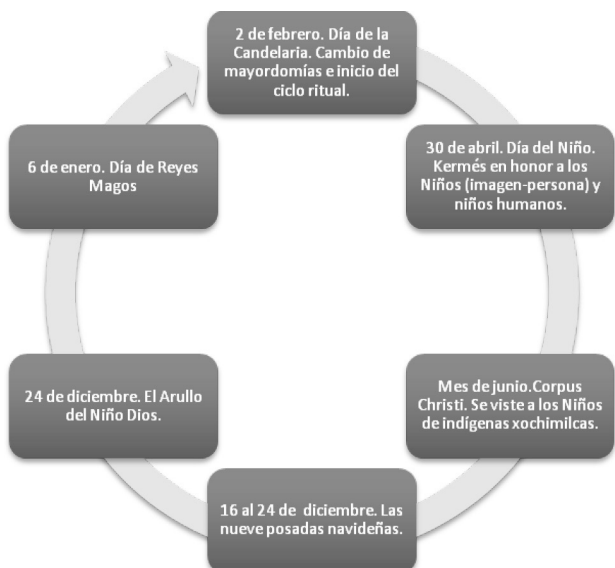 2 de febrero. Día de la
Candelaria. Cambio de
mayordomías e inicio del
ciclo ritual.
30 de abril. Día del Niño.
Kermés en honor a los
Niños (imagen-persona) y
niños humanos.
Mes de junio.Corpus
Christi. Se viste a los Niños
de indígenas xochimilcas.
16 al 24 de  diciembre. Las
nueve posadas navideñas.
24 de diciembre. El Arullo
del Niño Dios.
6 de enero. Día de Reyes
Magos